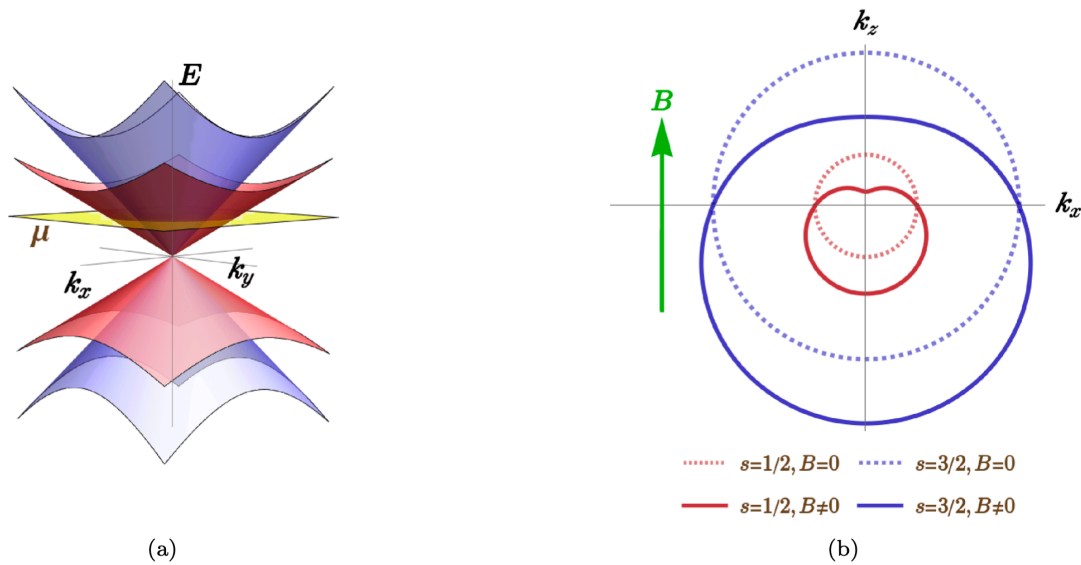 E
μ
k_x
k_y
(a)
k_z
B
k_x
s=1/2, B=0
s=3/2, B=0
s=1/2, B≠0
s=3/2, B≠0
(b)